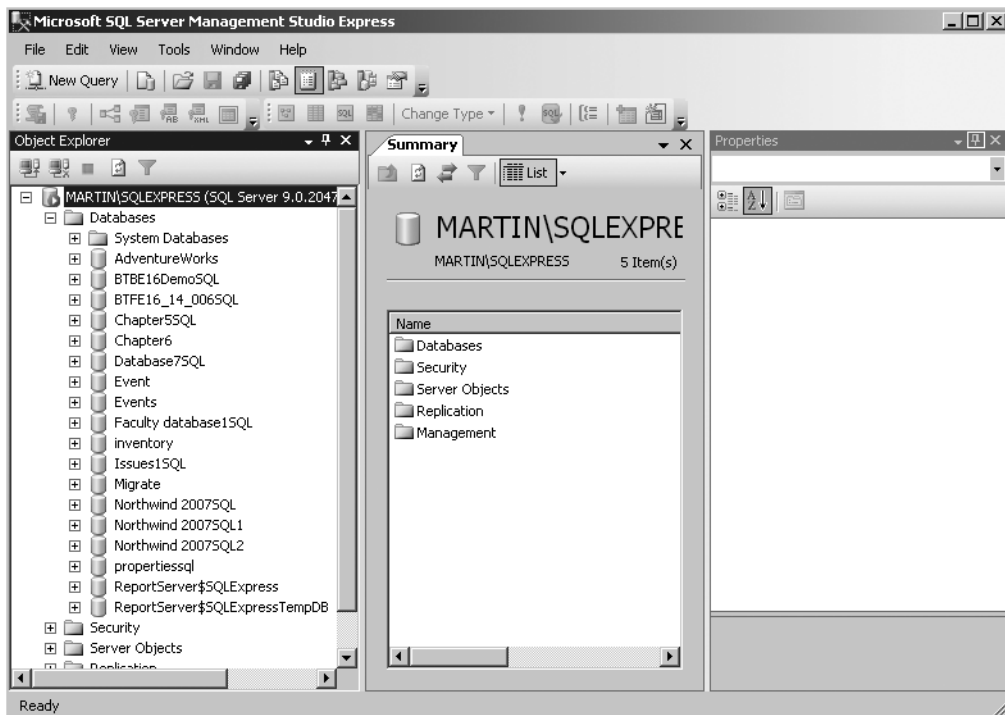 Microsoft SQL Server Management Studio Express
File Edit View Tools Window Help
New Query
Change Type
Object Explorer
MARTIN\SQLEXPRESS (SQL Server 9.0.2047
Databases
System Databases
AdventureWorks
BTBE16DemoSQL
BTFE16_14_006SQL
Chapter5SQL
Chapter6
Database7SQL
Event
Events
Faculty database1SQL
inventory
Issues1SQL
Migrate
Northwind 2007SQL
Northwind 2007SQL1
Northwind 2007SQL2
propertiessql
ReportServer$SQLExpress
ReportServer$SQLExpressTempDB
Security
Server Objects
Replication
Summary
List
MARTIN\SQLEXPRE
MARTIN\SQLEXPRESS 5 Item(s)
Name
Databases
Security
Server Objects
Replication
Management
Properties
Ready